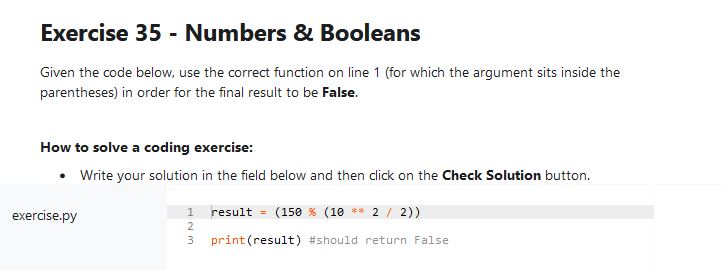 Exercise 35 - Numbers & Booleans
Given the code below, use the correct function on line 1 (for which the argument sits inside the
parentheses) in order for the final result to be False.
How to solve a coding exercise:
• Write your solution in the field below and then click on the Check Solution button.
exercise.py
1 result = (150 % (10 ** 2 / 2))
2
3 print(result) #should return False